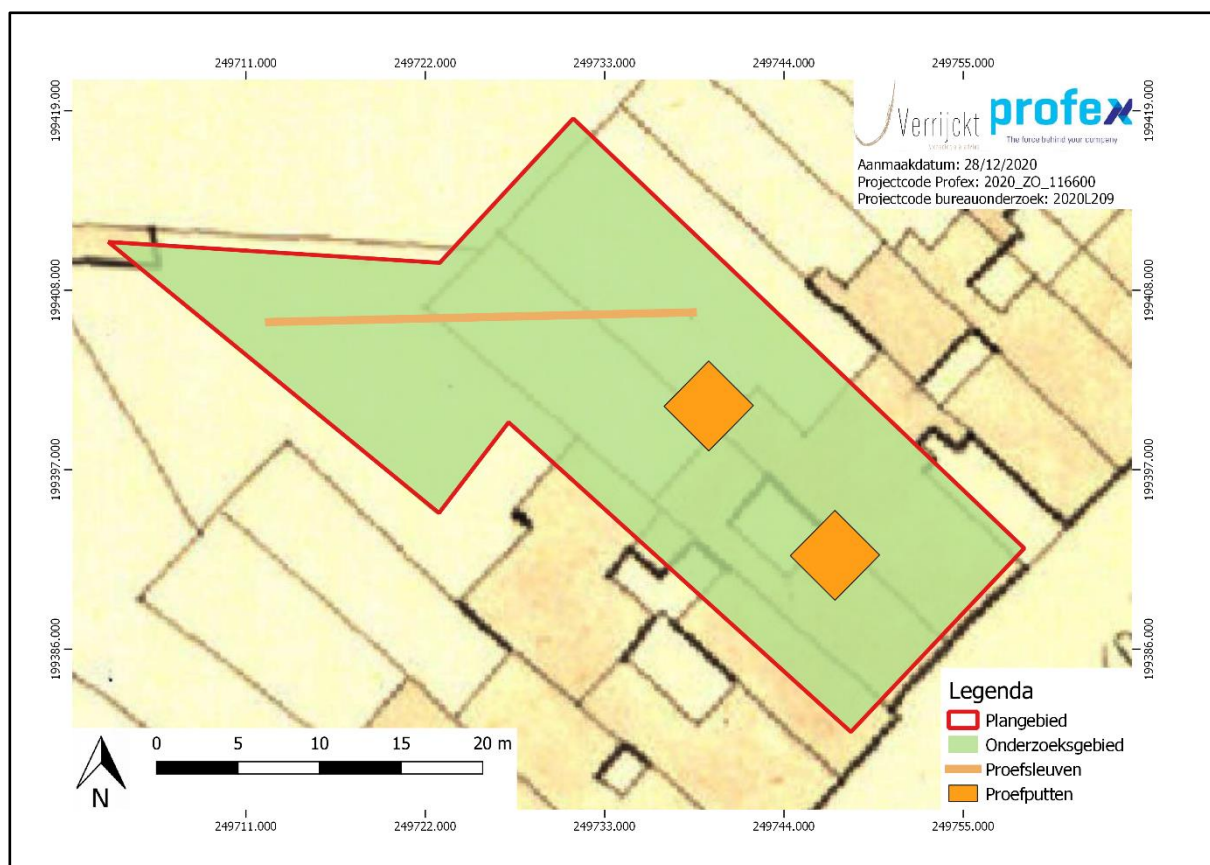 249711.000 249722.000 249733.000 249744.000 249755.000
199419.000 199419.000
Verrijckt profex
The force behind your company
Aanmaakdatum: 28/12/2020
Projectcode Profex: 2020_ZO_116600
Projectcode bureauonderzoek: 2020L209
199408.000 199408.000
199397.000 199397.000
199386.000 199386.000
Legenda
Plangebied
Onderzoeksgebied
Proefsleuven
Proefputten
0 5 10 15 20 m
N
249711.000 249722.000 249733.000 249744.000 249755.000